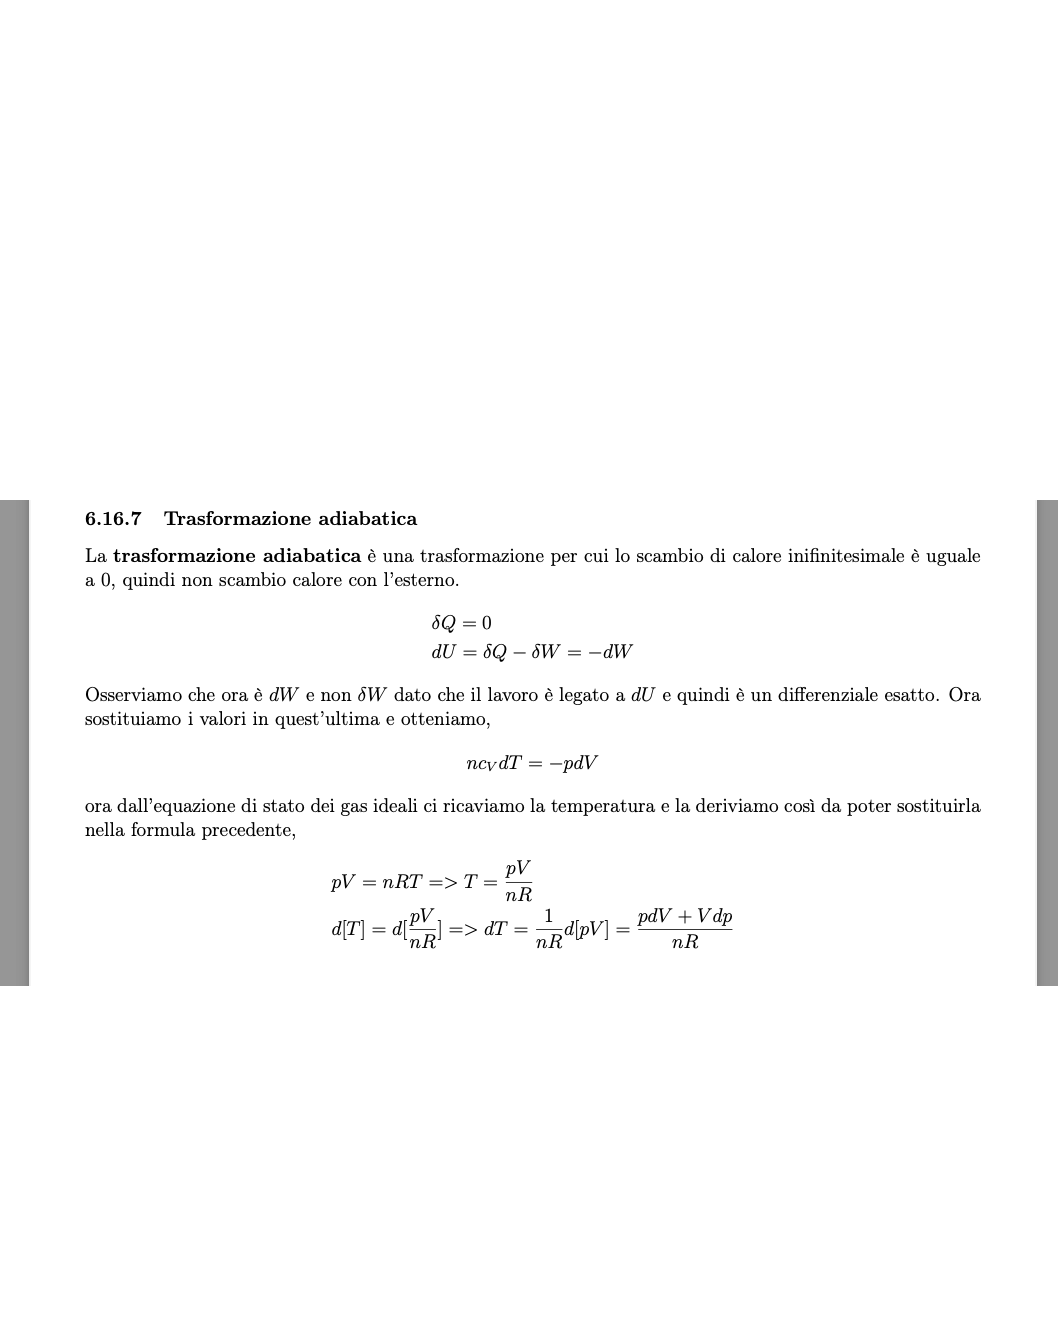 6.16.7 Trasformazione adiabatica
La trasformazione adiabatica è una trasformazione per cui lo scambio di calore inifinitesimale è uguale
a 0, quindi non scambio calore con l'esterno.
δQ = 0
dU = δQ − δW = −dW
Osserviamo che ora è dW e non δW dato che il lavoro è legato a dU e quindi è un differenziale esatto. Ora
sostituiamo i valori in quest'ultima e otteniamo,
nc_V dT = −pdV
ora dall'equazione di stato dei gas ideali ci ricaviamo la temperatura e la deriviamo così da poter sostituirla
nella formula precedente,
pV = nRT => T = \frac{pV}{nR}
d[T] = d[\frac{pV}{nR}] => dT = \frac{1}{nR}d[pV] = \frac{pdV + Vdp}{nR}